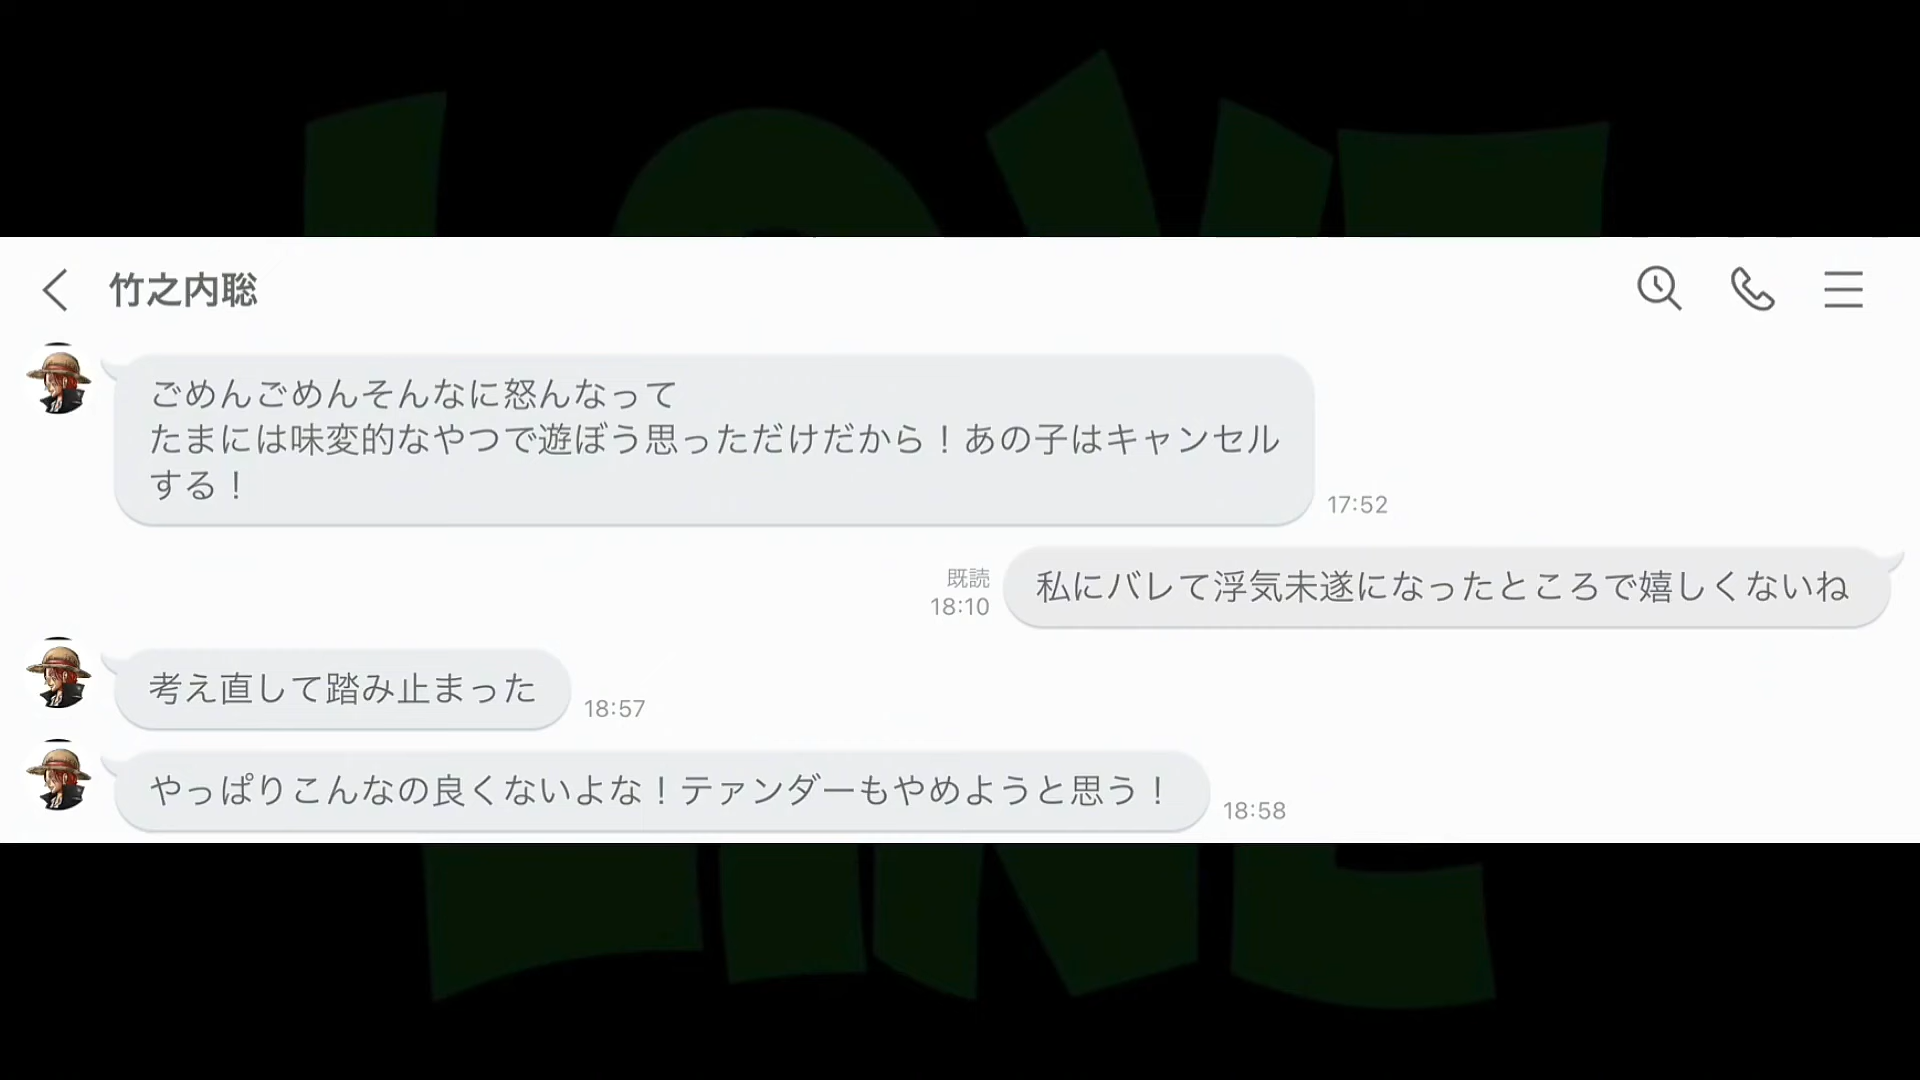 竹之内聡
ごめんごめんそんなに怒んなって
たまには味変的なやつで遊ぼう思っただけだから！あの子はキャンセル
する！
17:52
既読
18:10
私にバレて浮気未遂になったところで嬉しくないね
考え直して踏み止まった
18:57
やっぱりこんなの良くないよな！テァンダーもやめようと思う！
18:58